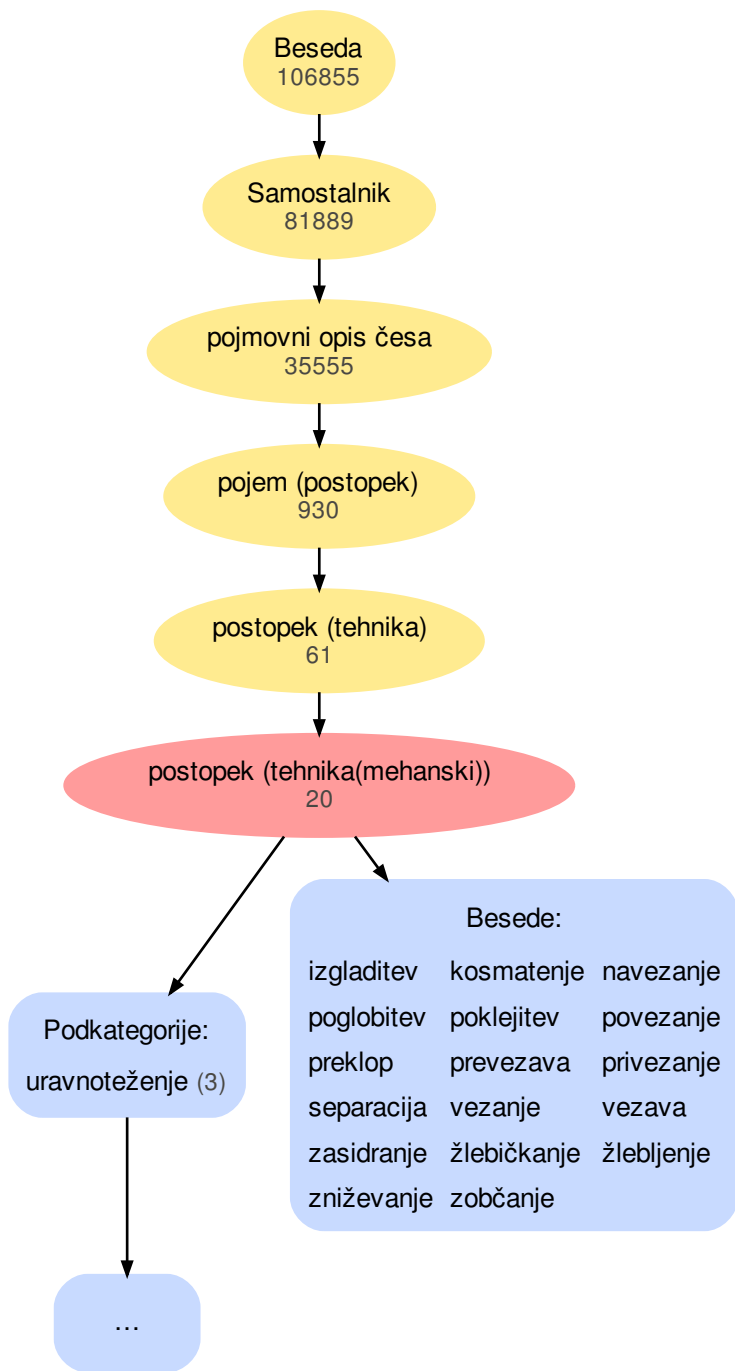 Beseda
106855
Samostalnik
81889
pojmovni opis česa
35555
pojem (postopek)
930
postopek (tehnika)
61
postopek (tehnika(mehanski))
20
Besede:
izgladitev kosmatenje navezanje
poglobitev poklejitev povezanje
preklop prevezava privezanje
separacija vezanje vezava
zasidranje žlebičkanje žlebljenje
zniževanje zobčanje
Podkategorije:
uravnoteženje (3)
...